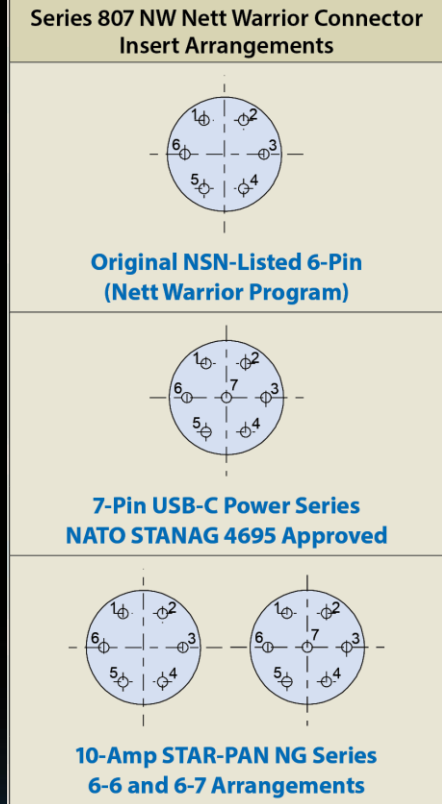 Series 807 NW Nett Warrior Connector
Insert Arrangements
1 2
6 3
5 4
Original NSN-Listed 6-Pin
(Nett Warrior Program)
1 2
6 7 3
5 4
7-Pin USB-C Power Series
NATO STANAG 4695 Approved
1 2 1 2
6 3 6 7 3
5 4 5 4
10-Amp STAR-PAN NG Series
6-6 and 6-7 Arrangements